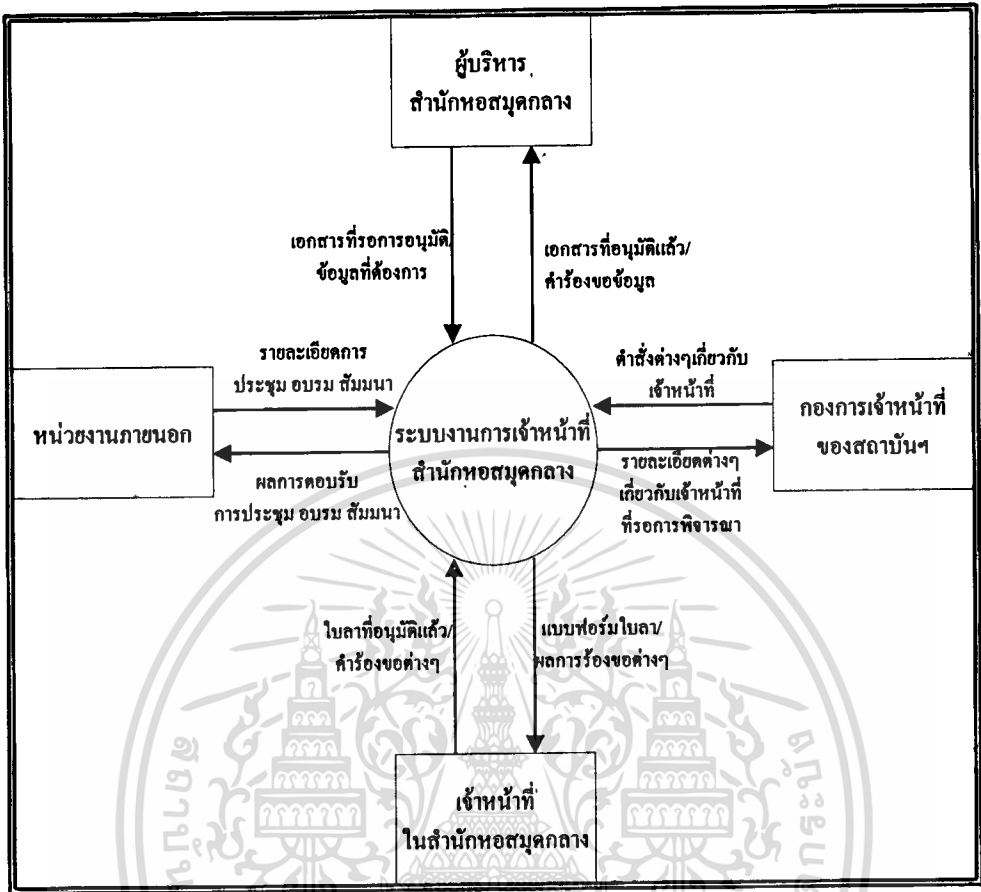 ผู้บริหาร
สำนักหอสมุดกลาง
เอกสารที่รอการอนุมัติ/
ข้อมูลที่ต้องการ
เอกสารที่อนุมัติแล้ว/
คำร้องขอข้อมูล
รายละเอียดการ
ประชุม อบรม สัมมนา
คำสั่งต่างๆเกี่ยวกับ
เจ้าหน้าที่
หน่วยงานภายนอก
ระบบงานการเจ้าหน้าที่
สำนักหอสมุดกลาง
กองการเจ้าหน้าที่
ของสถาบันฯ
ผลการตอบรับ
การประชุม อบรม สัมมนา
รายละเอียดต่างๆ
เกี่ยวกับเจ้าหน้าที่
ที่รอการพิจารณา
ใบลาที่อนุมัติแล้ว/
คำร้องขอต่างๆ
แบบฟอร์มใบลา/
ผลการร้องขอต่างๆ
เจ้าหน้าที่
ในสำนักหอสมุดกลาง